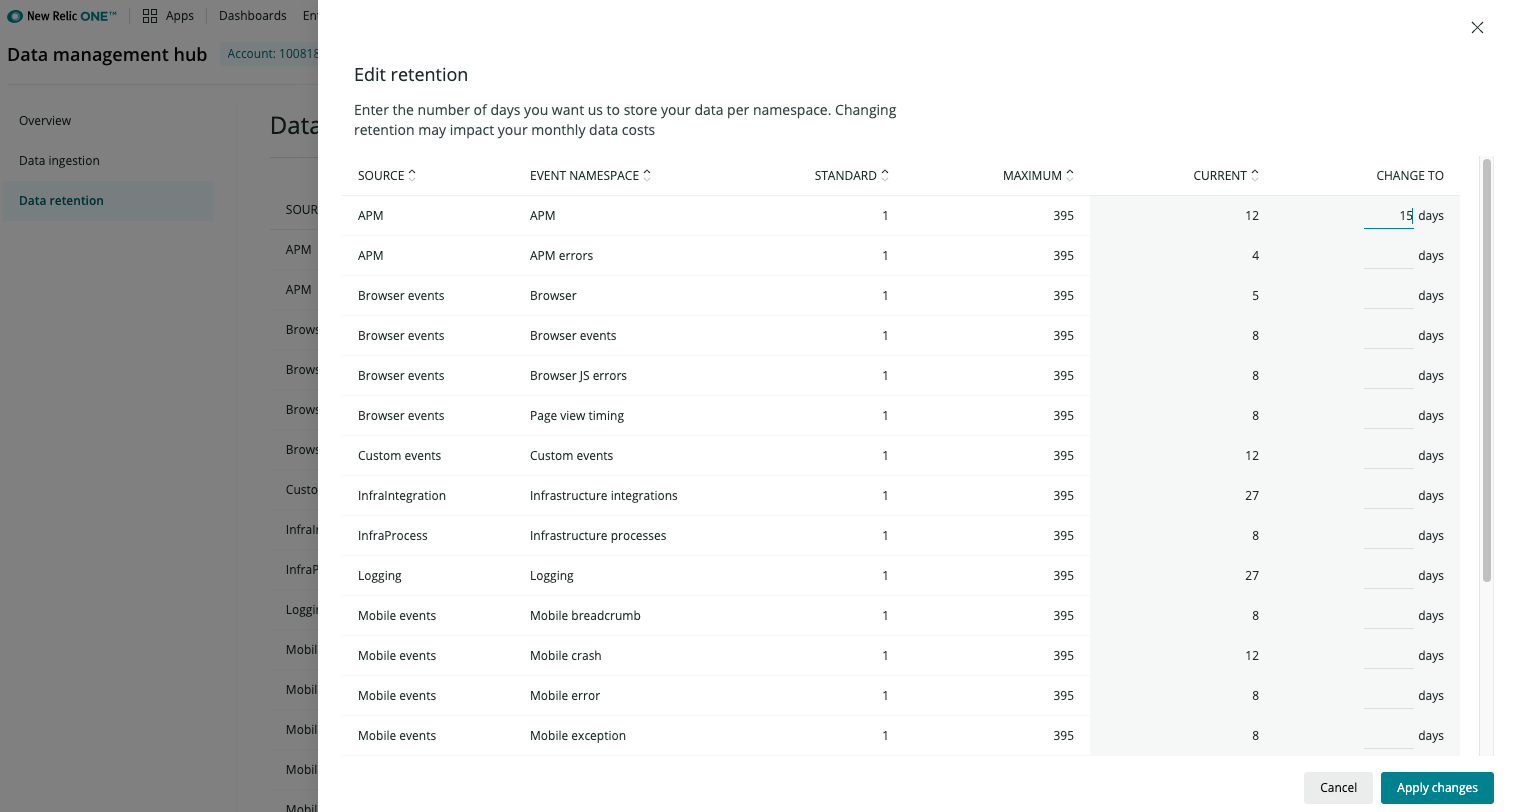 New Relic ONE™ Apps Dashboards En
Data management hub Account: 100818
Overview
Data ingestion
Data retention
Data
SOUR
APM
APM
Brows
Brows
Brows
Brows
Custo
InfraIn
InfraP
Loggin
Mobil
Mobil
Mobil
Mobil
Mobil
Edit retention
Enter the number of days you want us to store your data per namespace. Changing
retention may impact your monthly data costs
SOURCE EVENT NAMESPACE STANDARD MAXIMUM CURRENT CHANGE TO
APM APM 1 395 12 15 days
APM APM errors 1 395 4 days
Browser events Browser 1 395 5 days
Browser events Browser events 1 395 8 days
Browser events Browser JS errors 1 395 8 days
Browser events Page view timing 1 395 8 days
Custom events Custom events 1 395 12 days
InfraIntegration Infrastructure integrations 1 395 27 days
InfraProcess Infrastructure processes 1 395 8 days
Logging Logging 1 395 27 days
Mobile events Mobile breadcrumb 1 395 8 days
Mobile events Mobile crash 1 395 12 days
Mobile events Mobile error 1 395 8 days
Mobile events Mobile exception 1 395 8 days
Cancel Apply changes